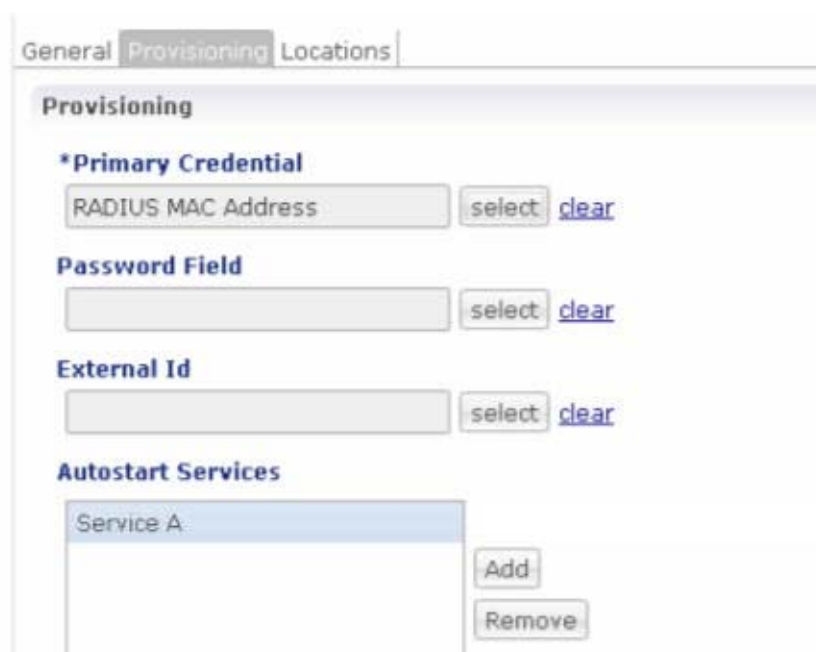 General Provisioning Locations
Provisioning
*Primary Credential
RADIUS MAC Address select clear
Password Field
select clear
External Id
select clear
Autostart Services
Service A
Add
Remove